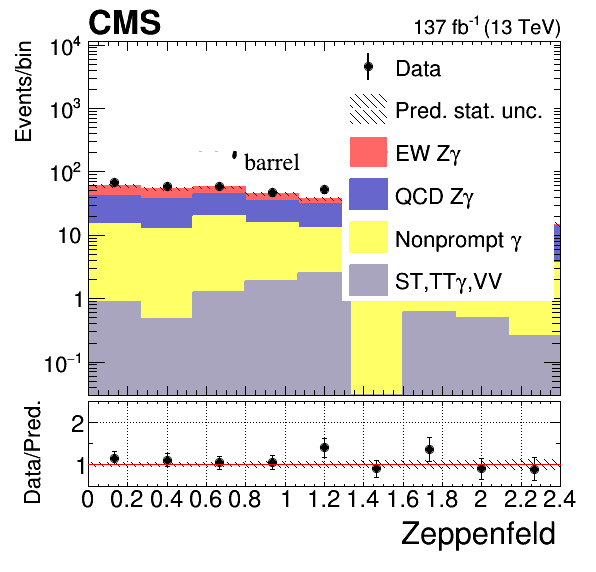 CMS
137 fb⁻¹ (13 TeV)
Events/bin
10⁴
10³
10²
10
1
10⁻¹
Data
Pred. stat. unc.
EW Zγ
QCD Zγ
Nonprompt γ
ST,TTγ,VV
barrel
Data/Pred.
2
1
0 0.2 0.4 0.6 0.8 1 1.2 1.4 1.6 1.8 2 2.2 2.4
Zeppenfeld